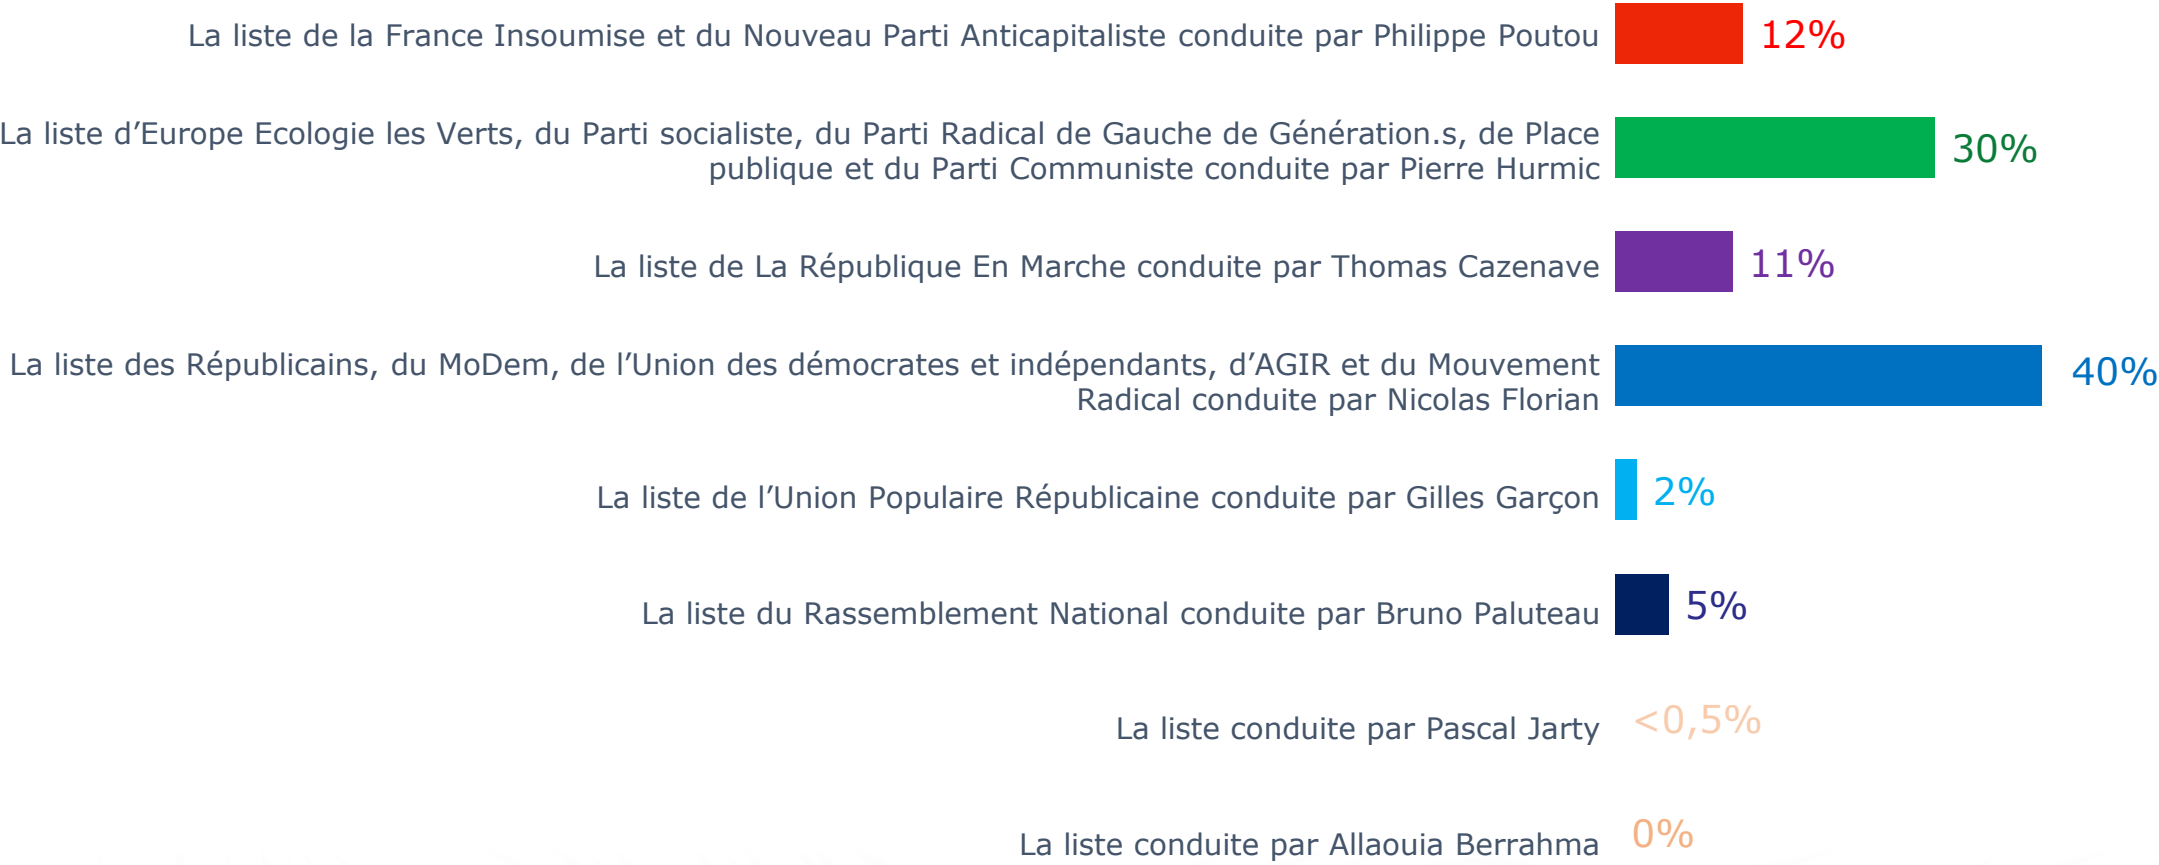 La liste de la France Insoumise et du Nouveau Parti Anticapitaliste conduite par Philippe Poutou 12%
La liste d’Europe Ecologie les Verts, du Parti socialiste, du Parti Radical de Gauche de Génération.s, de Place
publique et du Parti Communiste conduite par Pierre Hurmic 30%
La liste de La République En Marche conduite par Thomas Cazenave 11%
La liste des Républicains, du MoDem, de l’Union des démocrates et indépendants, d’AGIR et du Mouvement
Radical conduite par Nicolas Florian 40%
La liste de l’Union Populaire Républicaine conduite par Gilles Garçon 2%
La liste du Rassemblement National conduite par Bruno Paluteau 5%
La liste conduite par Pascal Jarty <0,5%
La liste conduite par Allaouia Berrahma 0%